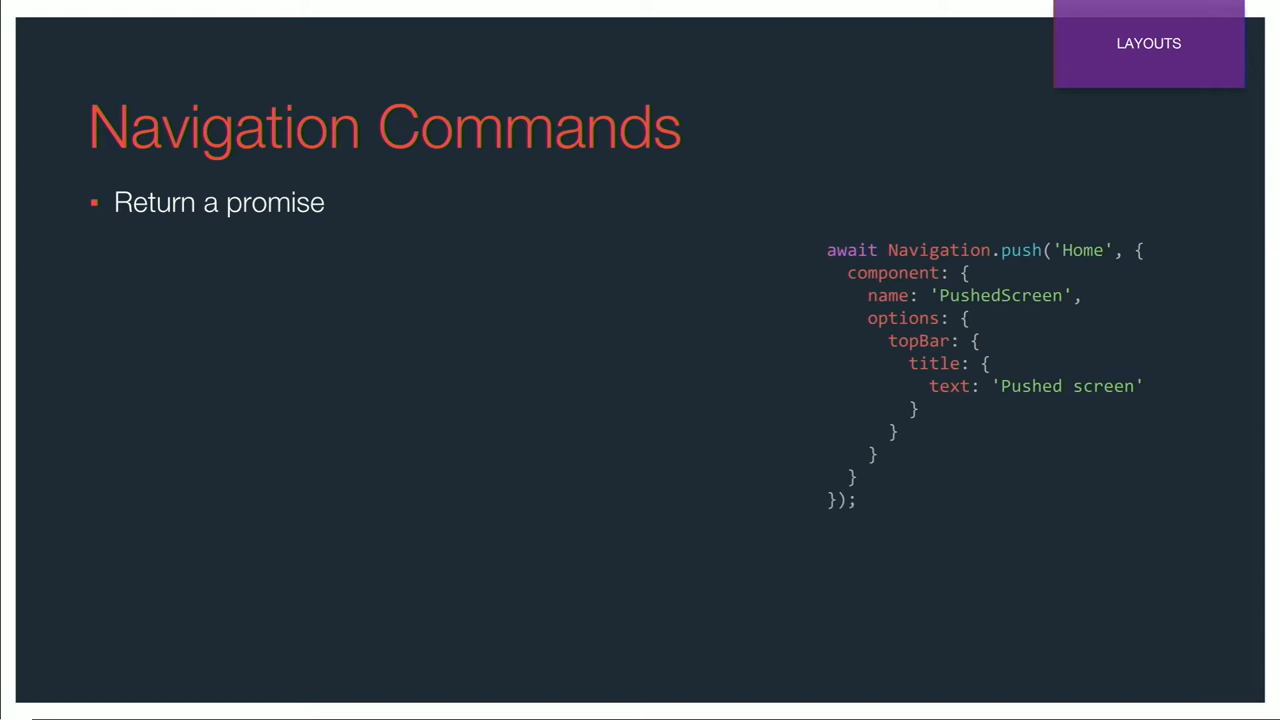 LAYOUTS
Navigation Commands
▪ Return a promise
await Navigation.push('Home', {
  component: {
    name: 'PushedScreen',
    options: {
      topBar: {
        title: {
          text: 'Pushed screen'
        }
      }
    }
  }
});